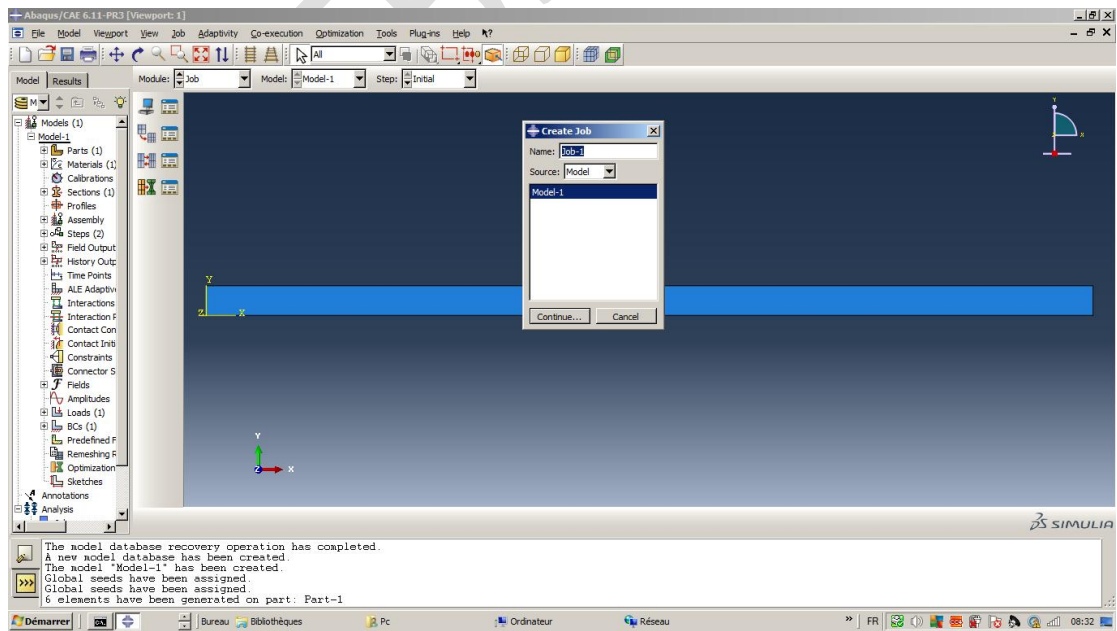 Abaqus/CAE 6.11-PR3 [Viewport: 1]
File Model Viewport View Job Adaptivity Co-execution Optimization Tools Plug-ins Help
All
Model Results Module: Job Model: Model-1 Step: Initial
Models (1)
Model-1
Parts (1)
Materials (1)
Calibrations
Sections (1)
Profiles
Assembly
Steps (2)
Field Output
History Outp
Time Points
ALE Adaptiv
Interactions
Interaction P
Contact Con
Contact Initi
Constraints
Connector S
Fields
Amplitudes
Loads (1)
BCs (1)
Predefined F
Remeshing R
Optimization
Sketches
Annotations
Analysis
Create Job
Name: Job-1
Source: Model
Model-1
Continue... Cancel
Y
X
Y
Z X
Y
Z X
SIMULIA
The model database recovery operation has completed.
A new model database has been created.
The model "Model-1" has been created.
Global seeds have been assigned.
Global seeds have been assigned.
6 elements have been generated on part: Part-1
Démarrer Bureau Bibliothèques Pc Ordinateur Réseau FR 08:32